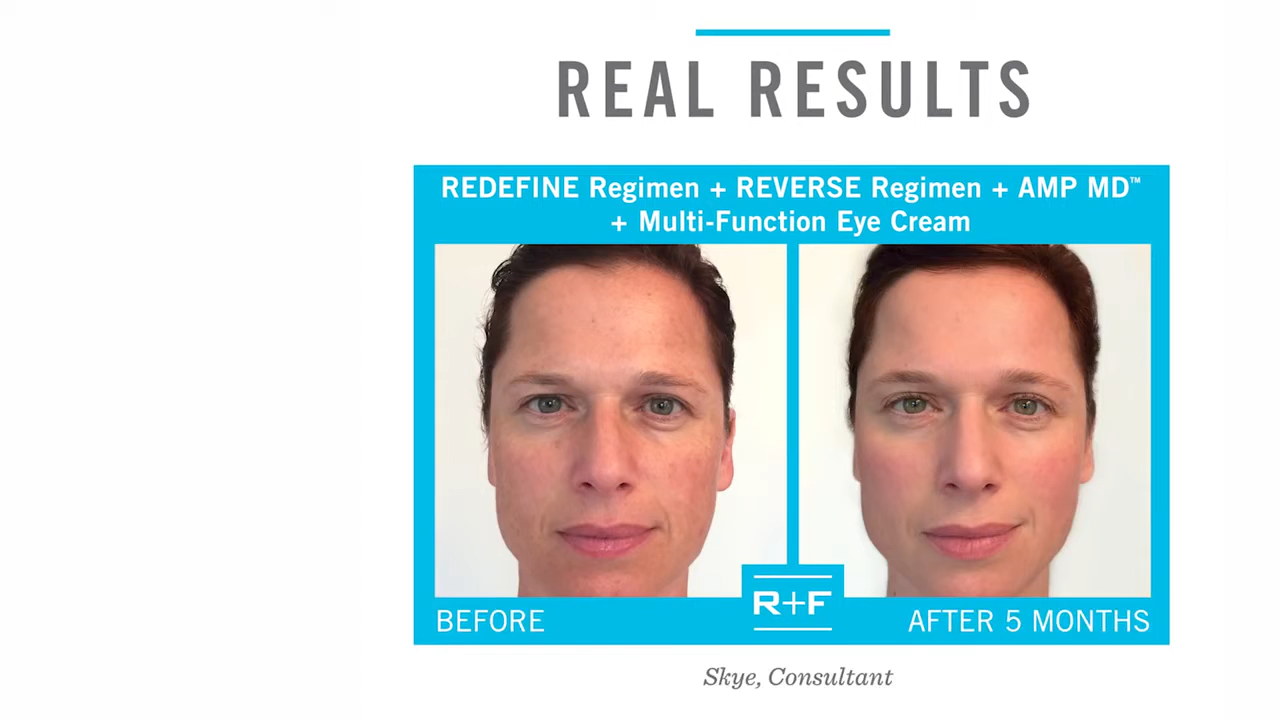 REAL RESULTS
REDEFINE Regimen + REVERSE Regimen + AMP MD™
+ Multi-Function Eye Cream
R+F
BEFORE
AFTER 5 MONTHS
Skye, Consultant